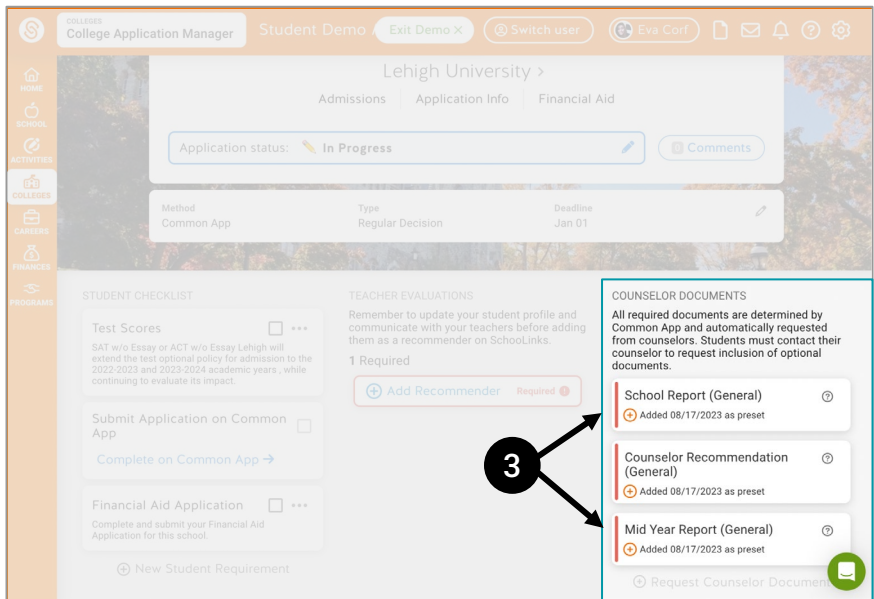 COLLEGES
College Application Manager
Student Demo
Exit Demo ×
Switch user
Eva Corf
HOME
SCHOOL
ACTIVITIES
COLLEGES
CAREERS
FINANCES
PROGRAMS
Lehigh University >
Admissions
Application Info
Financial Aid
Application status:
In Progress
0 Comments
Method
Type
Deadline
Common App
Regular Decision
Jan 01
STUDENT CHECKLIST
Test Scores
SAT w/o Essay or ACT w/o Essay Lehigh will
extend the test optional policy for admission to the
2022-2023 and 2023-2024 academic years , while
continuing to evaluate its impact.
Submit Application on Common
App
Complete on Common App →
Financial Aid Application
Complete and submit your Financial Aid
Application for this school.
New Student Requirement
TEACHER EVALUATIONS
Remember to update your student profile and
communicate with your teachers before adding
them as a recommender on SchooLinks.
1 Required
Add Recommender
Required
3
COUNSELOR DOCUMENTS
All required documents are determined by
Common App and automatically requested
from counselors. Students must contact their
counselor to request inclusion of optional
documents.
School Report (General)
Added 08/17/2023 as preset
Counselor Recommendation
(General)
Added 08/17/2023 as preset
Mid Year Report (General)
Added 08/17/2023 as preset
Request Counselor Document